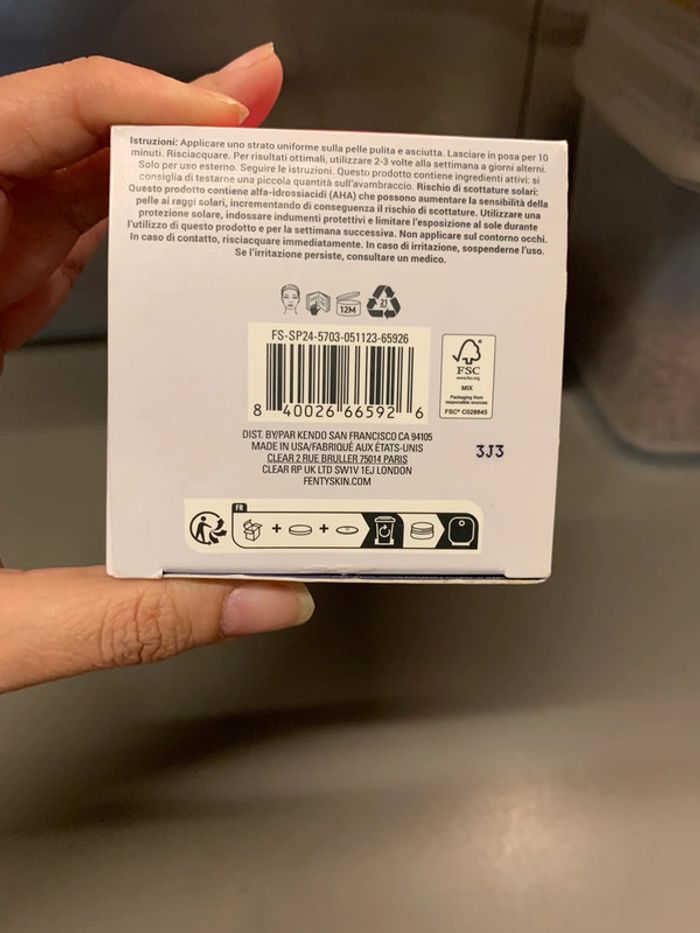 Istruzioni: Applicare uno strato uniforme sulla pelle pulita e asciutta. Lasciare in posa per 10
minuti. Risciacquare. Per risultati ottimali, utilizzare 2-3 volte alla settimana a giorni alterni.
Solo per uso esterno. Seguire le istruzioni. Questo prodotto contiene ingredienti attivi: si
consiglia di testarne una piccola quantità sull'avambraccio. Rischio di scottature solari:
Questo prodotto contiene alfa-idrossiacidi (AHA) che possono aumentare la sensibilità della
pelle ai raggi solari, incrementando di conseguenza il rischio di scottature. Utilizzare una
protezione solare, indossare indumenti protettivi e limitare l'esposizione al sole durante
l'utilizzo di questo prodotto e per la settimana successiva. Non applicare sul contorno occhi.
In caso di contatto, risciacquare immediatamente. In caso di irritazione, sospenderne l'uso.
Se l'irritazione persiste, consultare un medico.
12M
21
FS-SP24-5703-051123-65926
8 40026 66592 6
FSC
www.fsc.org
MIX
Packaging from
responsible sources
FSC® C028845
DIST. BY/PAR KENDO SAN FRANCISCO CA 94105
MADE IN USA/FABRIQUÉ AUX ÉTATS-UNIS
CLEAR 2 RUE BRULLER 75014 PARIS
CLEAR RP UK LTD SW1V 1EJ LONDON
FENTYSKIN.COM
3J3
FR
+ +